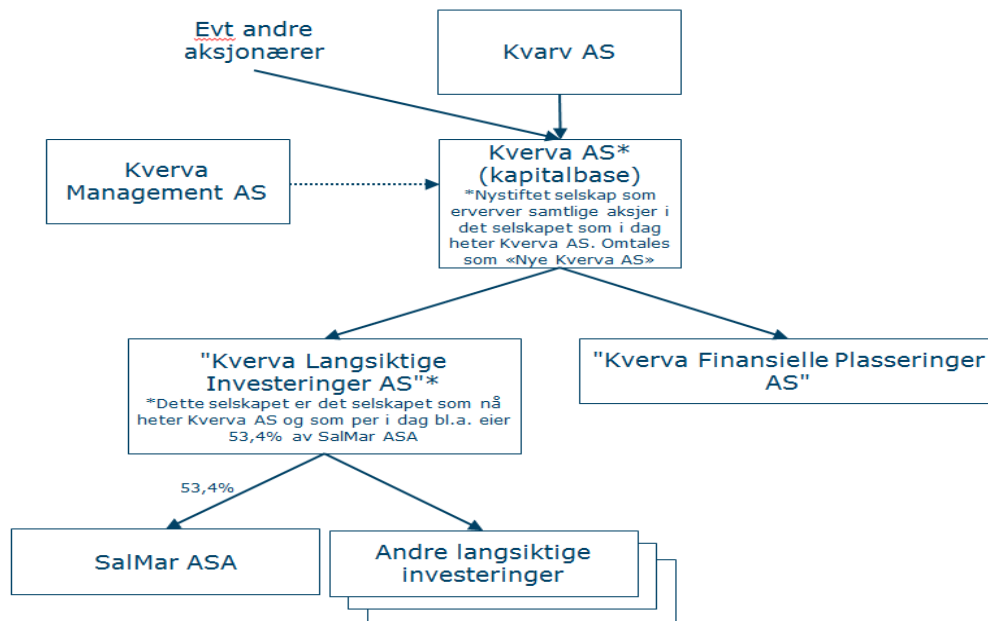 Evt andre
aksjonærer
Kvarv AS
Kverva
Management AS
Kverva AS*
(kapitalbase)
*Nystiftet selskap som
erverver samtlige aksjer i
det selskapet som i dag
heter Kverva AS. Omtales
som «Nye Kverva AS»
"Kverva Langsiktige
Investeringer AS"*
*Dette selskapet er det selskapet som nå
heter Kverva AS og som per i dag bl.a. eier
53,4% av SalMar ASA
"Kverva Finansielle Plasseringer
AS"
53,4%
SalMar ASA
Andre langsiktige
investeringer